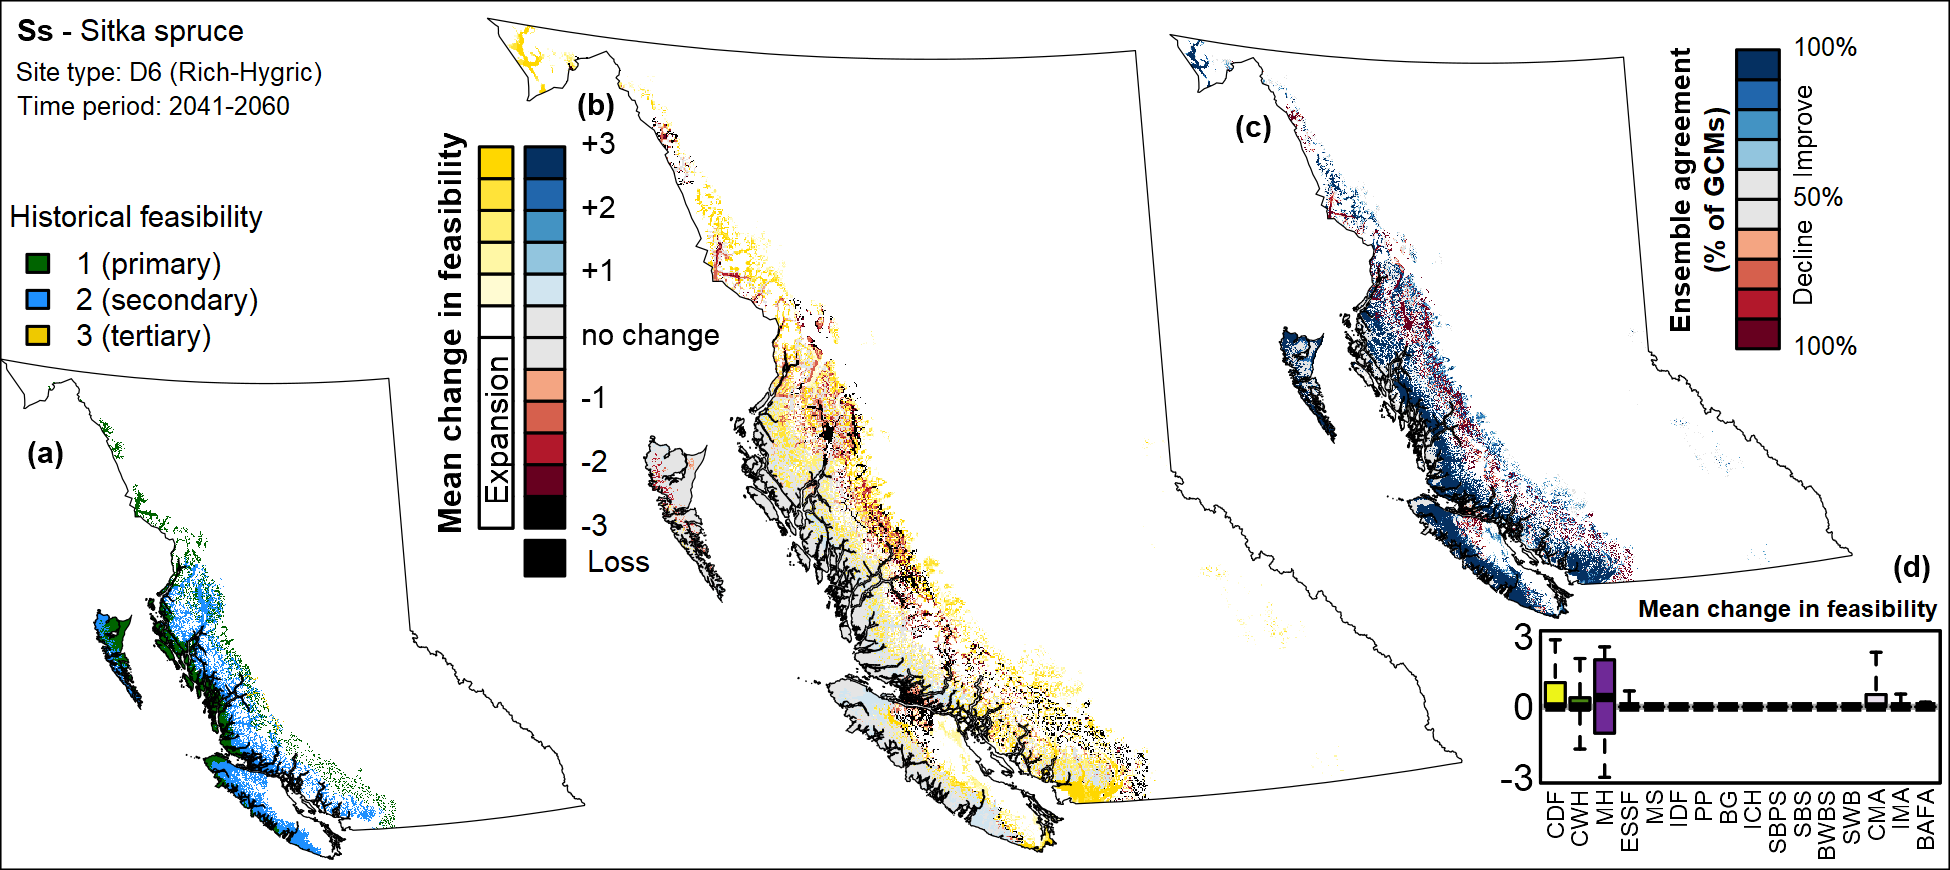 Ss - Sitka spruce
Site type: D6 (Rich-Hygric)
Time period: 2041-2060
Historical feasibility
1 (primary)
2 (secondary)
3 (tertiary)
(a)
(b)
Mean change in feasibility
Expansion
+3
+2
+1
no change
-1
-2
-3
Loss
(c)
Ensemble agreement
(% of GCMs)
100%
Improve
50%
Decline
100%
(d)
Mean change in feasibility
3
0
-3
CDF
CWH
MH
ESSF
MS
IDF
PP
BG
ICH
SBPS
SBS
BWBS
SWB
CMA
IMA
BAFA